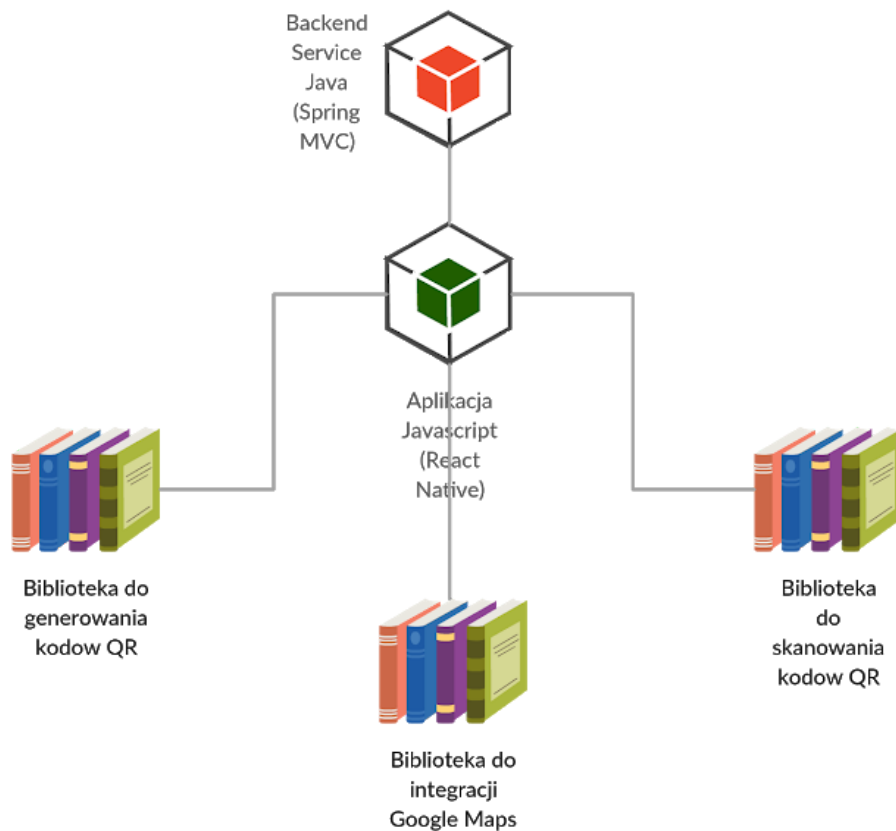 Backend
Service
Java
(Spring
MVC)
Aplikacja
Javascript
(React
Native)
Biblioteka do
generowania
kodow QR
Biblioteka
do
skanowania
kodow QR
Biblioteka do
integracji
Google Maps